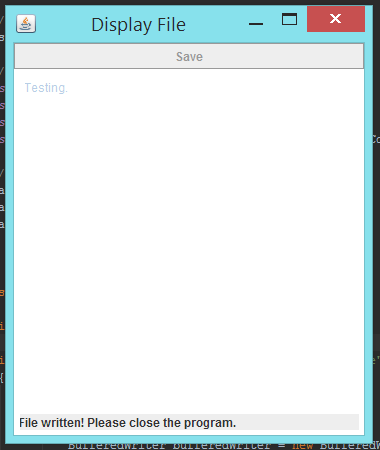 Display File
Save
Testing.
File written! Please close the program.
BufferedWriter bufferedWriter = new BufferedW